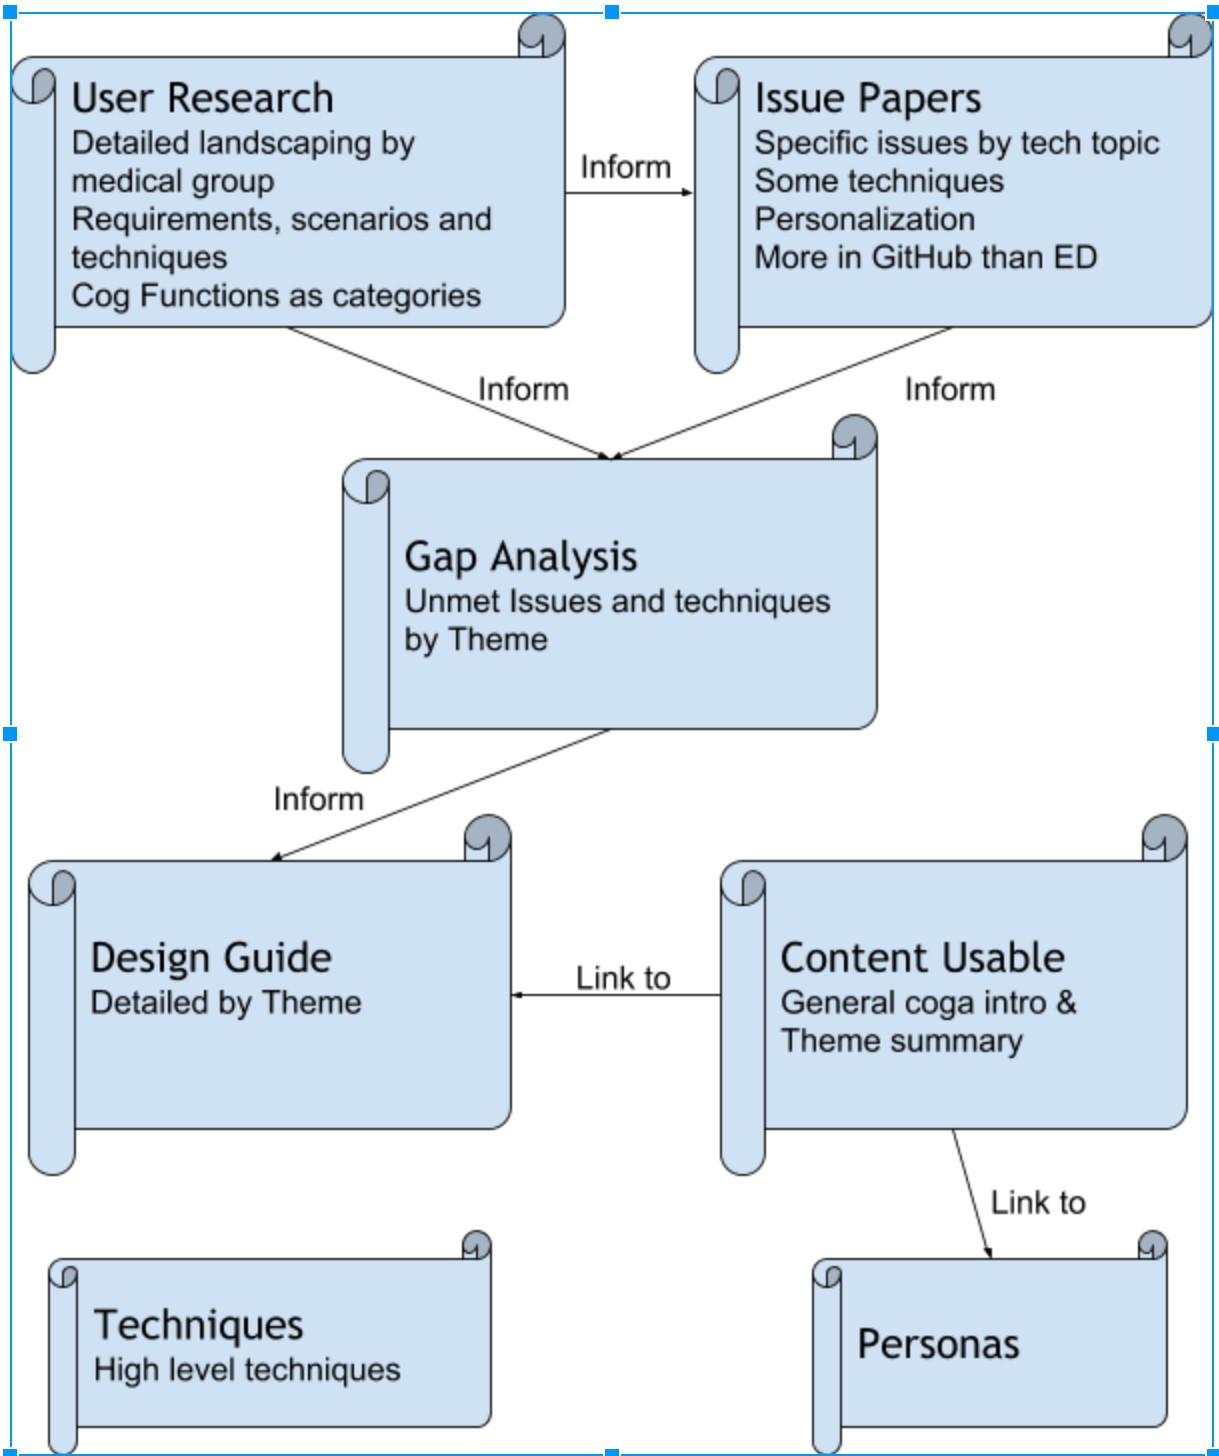 User Research
Detailed landscaping by
medical group
Requirements, scenarios and
techniques
Cog Functions as categories
Inform
Issue Papers
Specific issues by tech topic
Some techniques
Personalization
More in GitHub than ED
Inform
Inform
Gap Analysis
Unmet Issues and techniques
by Theme
Inform
Design Guide
Detailed by Theme
Link to
Content Usable
General coga intro &
Theme summary
Link to
Techniques
High level techniques
Personas